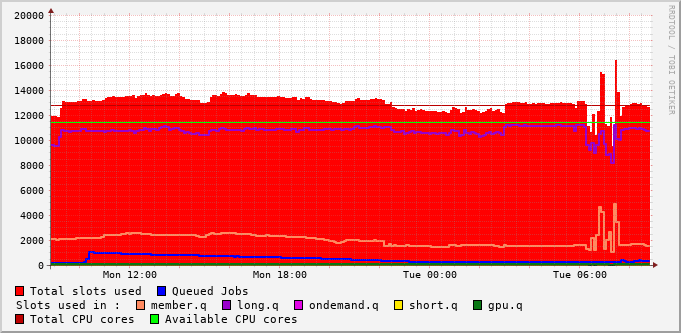 20000
18000
16000
14000
12000
10000
8000
6000
4000
2000
0
Mon 12:00 Mon 18:00 Tue 00:00 Tue 06:00
Total slots used Queued Jobs
Slots used in : member.q long.q ondemand.q short.q gpu.q
Total CPU cores Available CPU cores
RRDTOOL / TOBI OETIKER